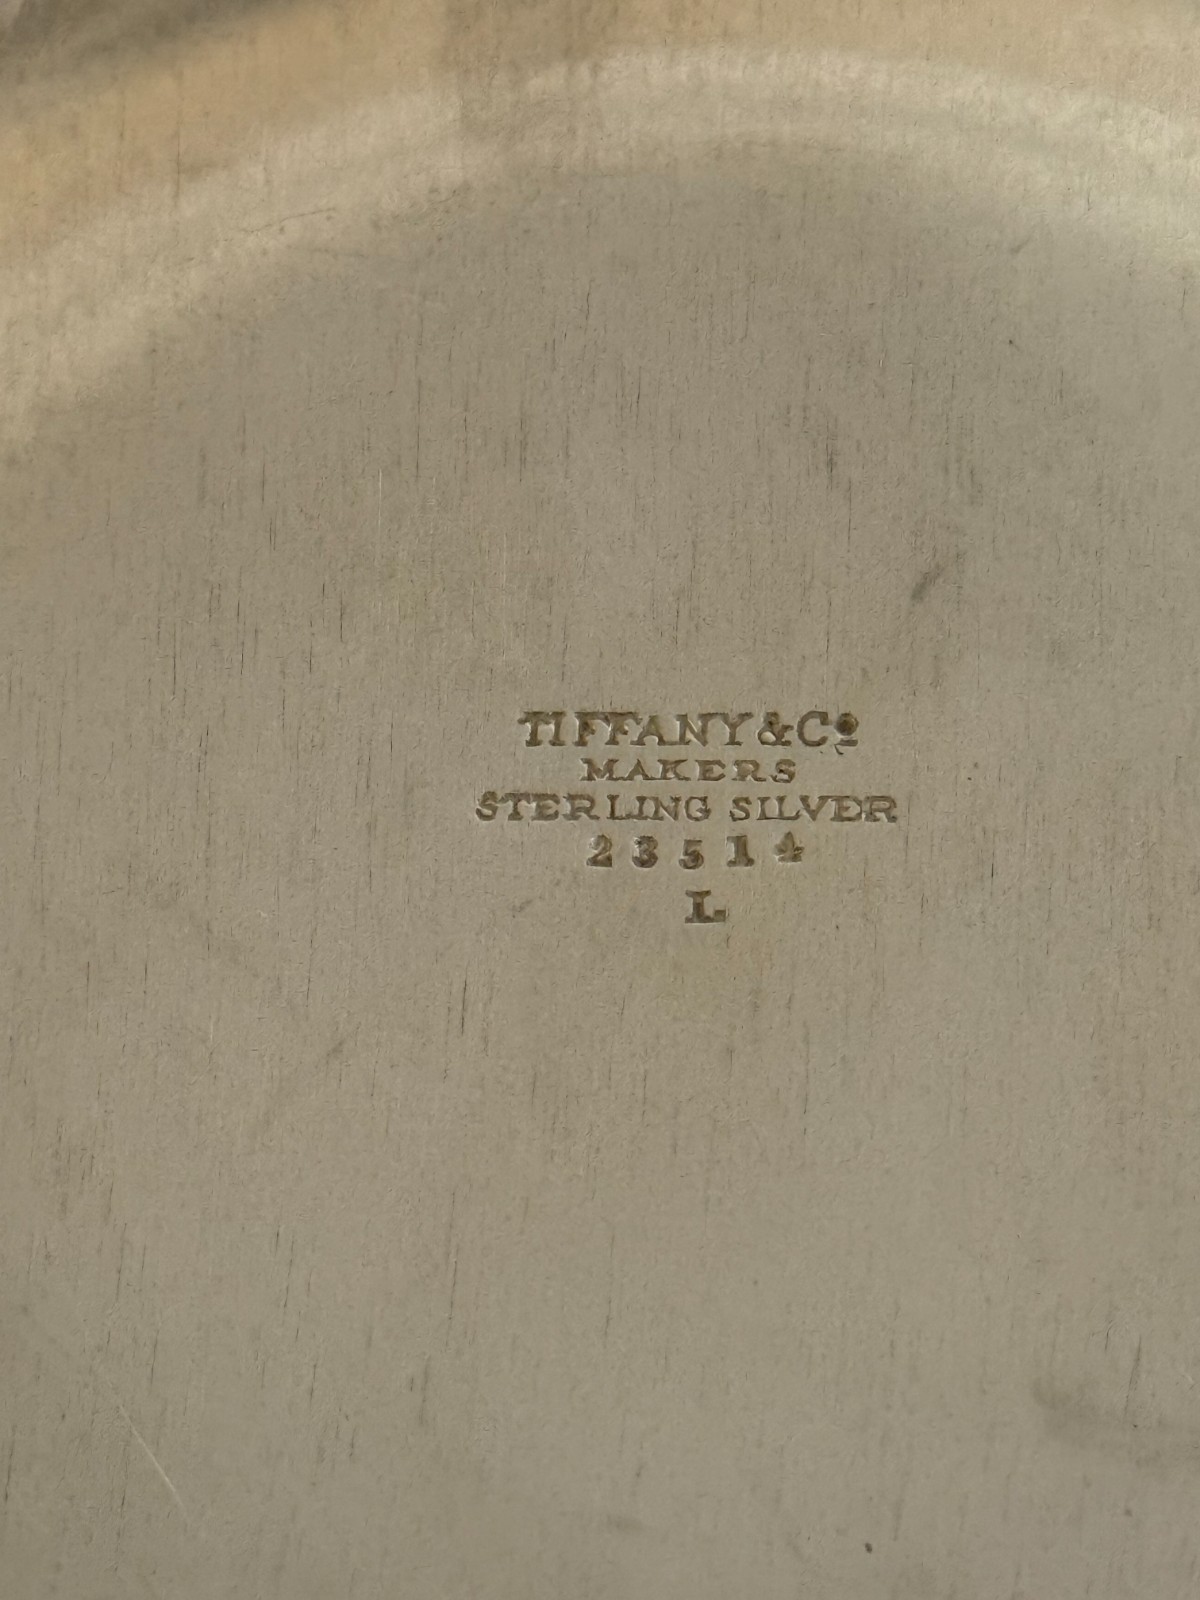 TIFFANY & Cº
MAKERS
STERLING SILVER
23514
L